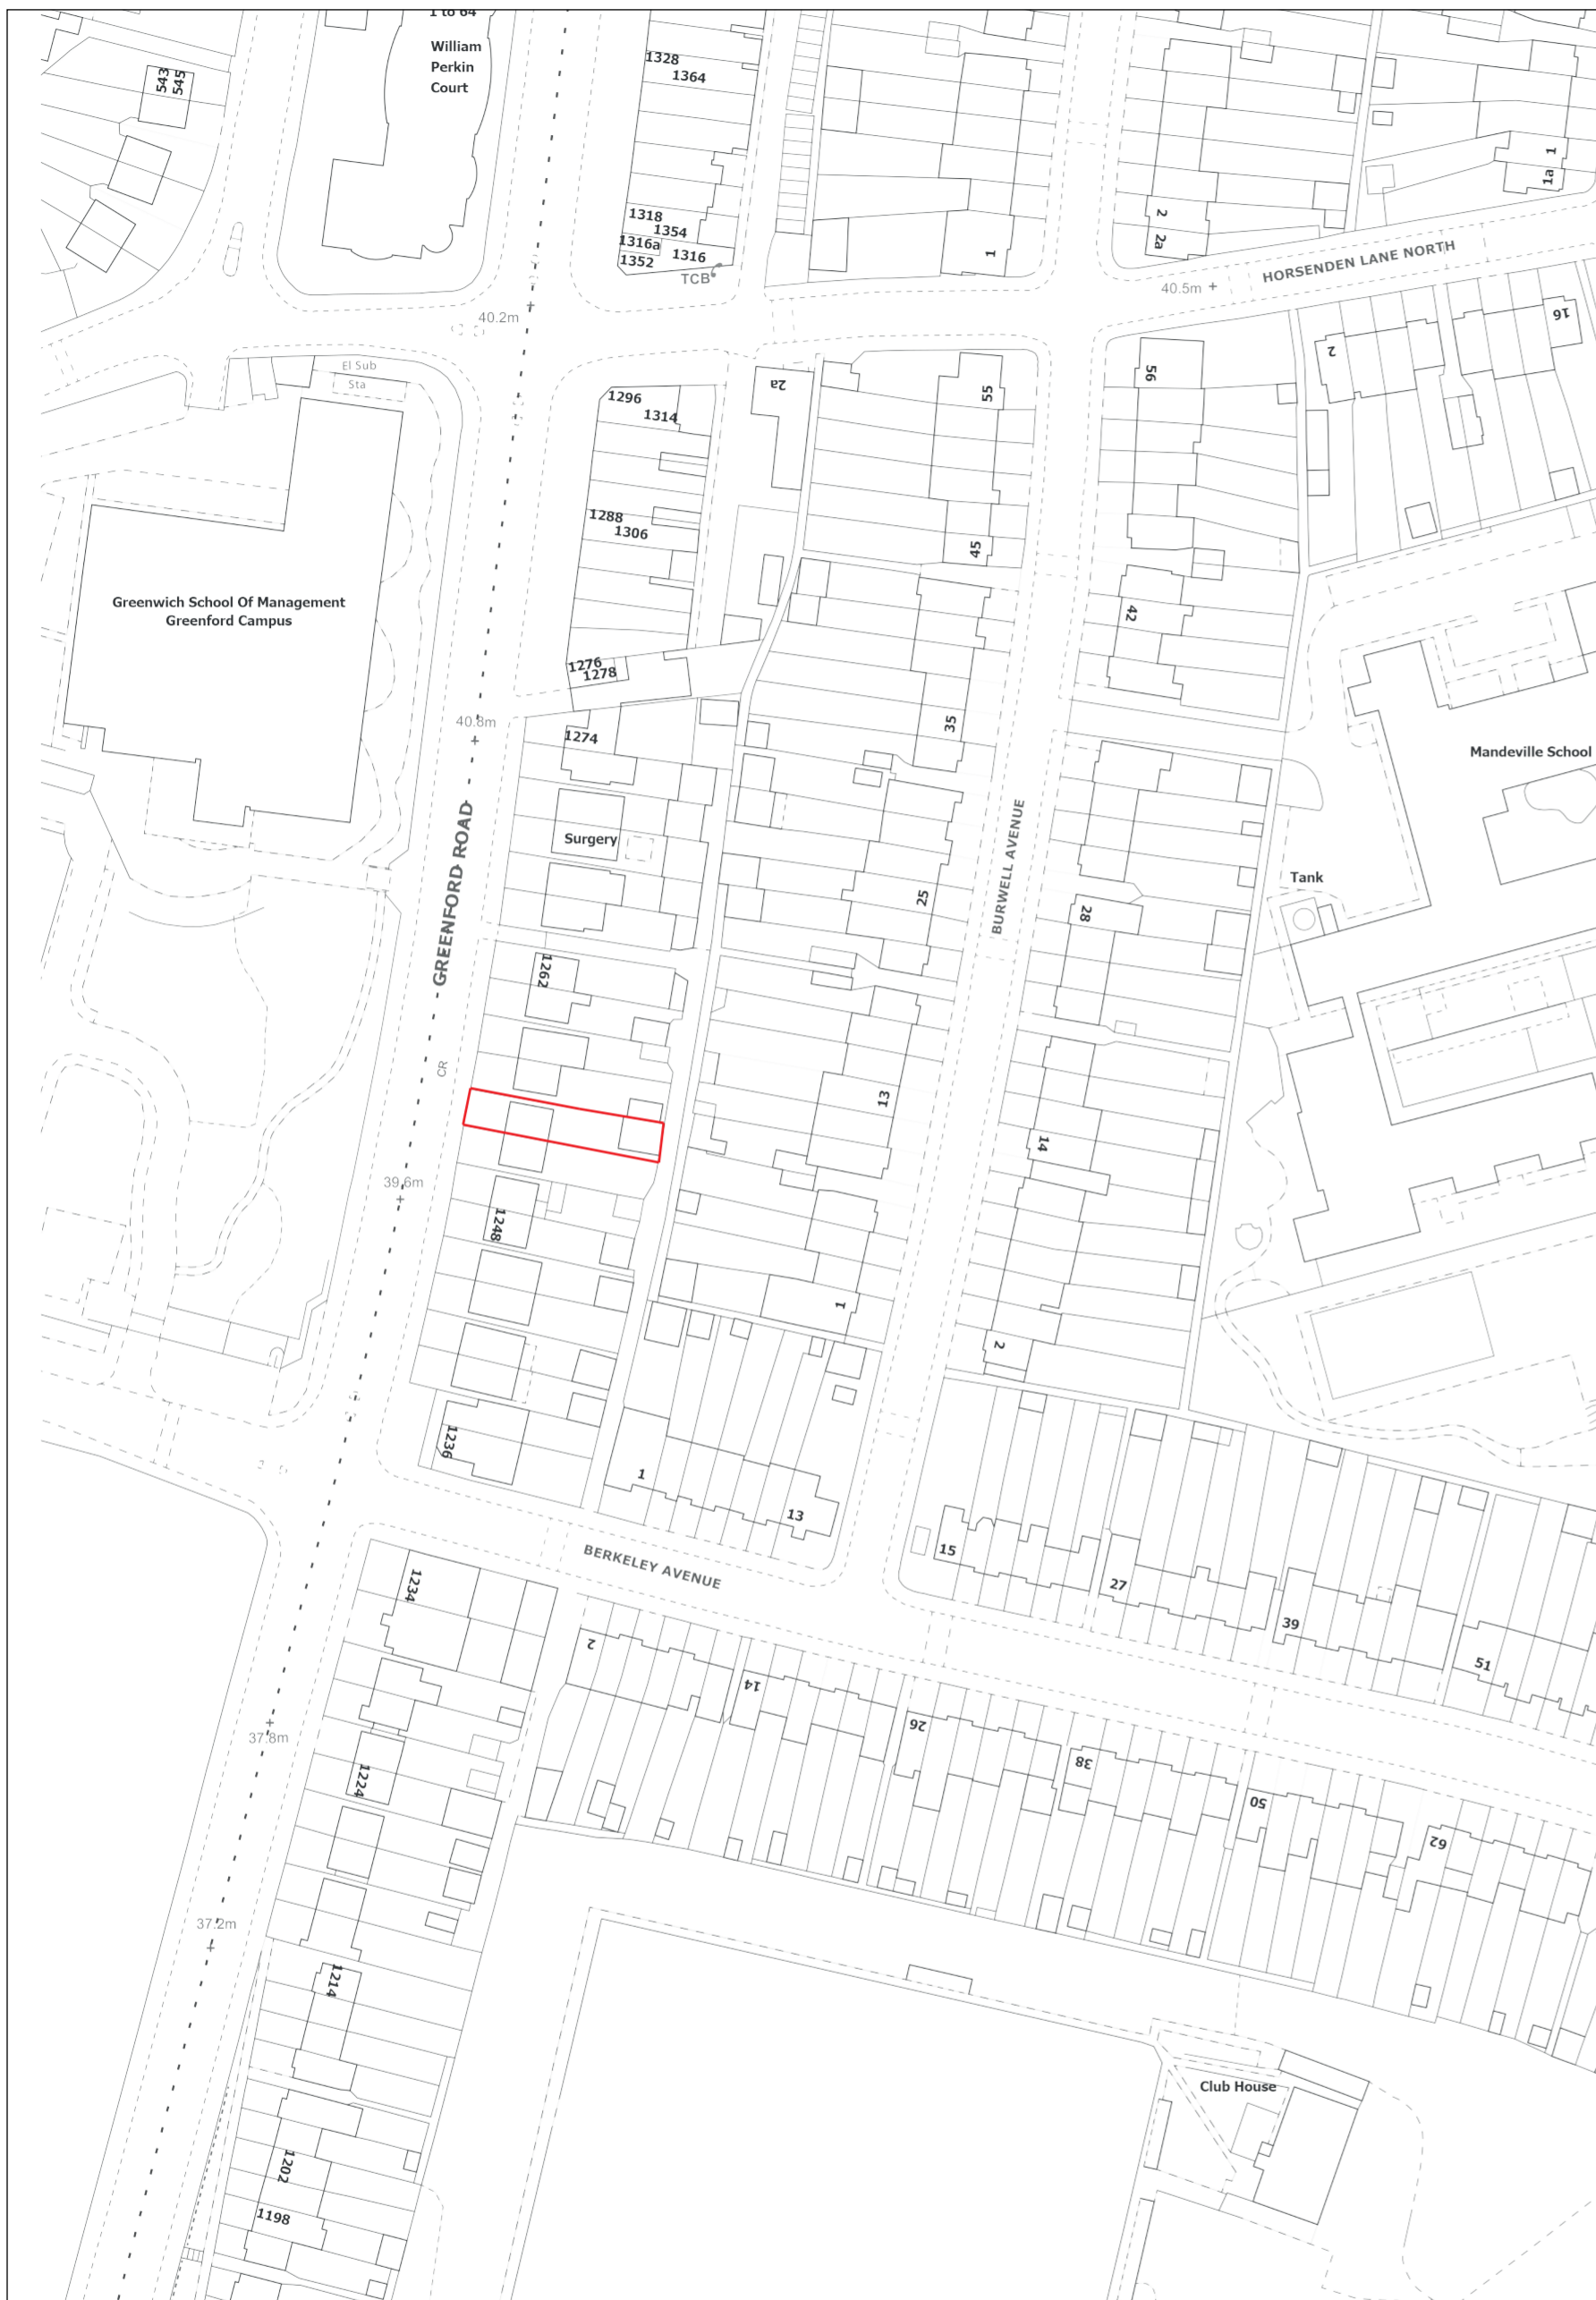 1 to 64
William
Perkin
Court
543
545
1328
1364
1318
1354
1316a
1316
1352
TCB
1
2
2a
1
1a
HORSENDEN LANE NORTH
40.5m
40.2m
El Sub
Sta
1296
1314
2a
55
56
2
16
1288
1306
45
42
Greenwich School Of Management
Greenford Campus
1276
1278
40.8m
1274
35
Mandeville School
GREENFORD ROAD
Surgery
BURWELL AVENUE
25
Tank
28
1262
CR
13
14
39.6m
1248
1
2
1236
1
13
15
27
39
51
BERKELEY AVENUE
1234
2
14
26
38
50
62
37.8m
1224
37.2m
1214
Club House
1202
1198